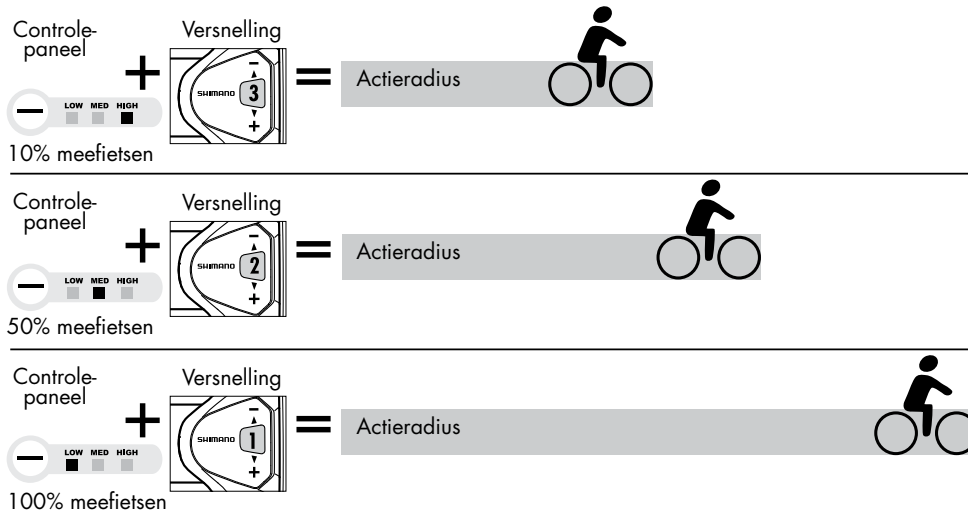 Controle-
paneel
Versnelling
+
LOW MED HIGH
SHIMANO
−
3
+
=
Actieradius
10% meefietsen
Controle-
paneel
Versnelling
+
LOW MED HIGH
SHIMANO
−
2
+
=
Actieradius
50% meefietsen
Controle-
paneel
Versnelling
+
LOW MED HIGH
SHIMANO
−
1
+
=
Actieradius
100% meefietsen